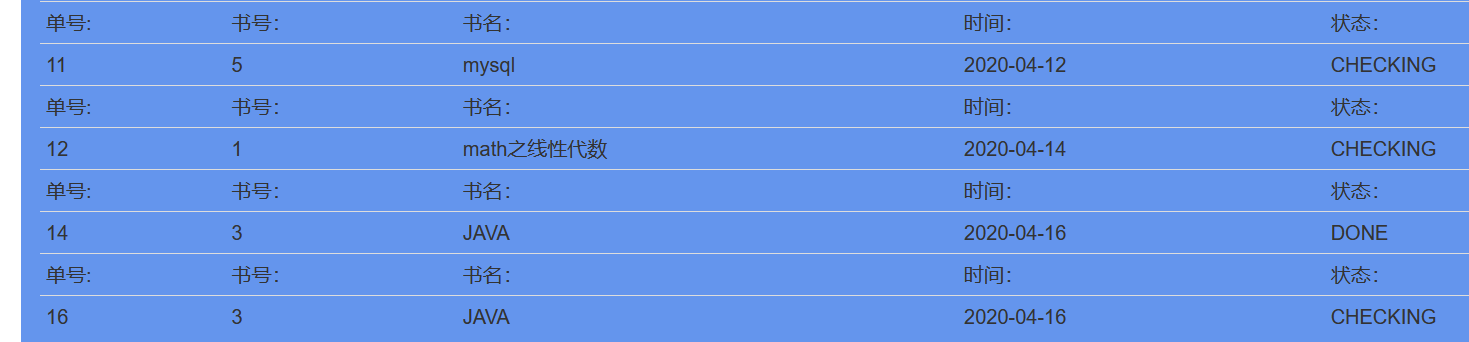 单号: 书号： 书名： 时间： 状态：
11 5 mysql 2020-04-12 CHECKING
单号: 书号： 书名： 时间： 状态：
12 1 math之线性代数 2020-04-14 CHECKING
单号: 书号： 书名： 时间： 状态：
14 3 JAVA 2020-04-16 DONE
单号: 书号： 书名： 时间： 状态：
16 3 JAVA 2020-04-16 CHECKING